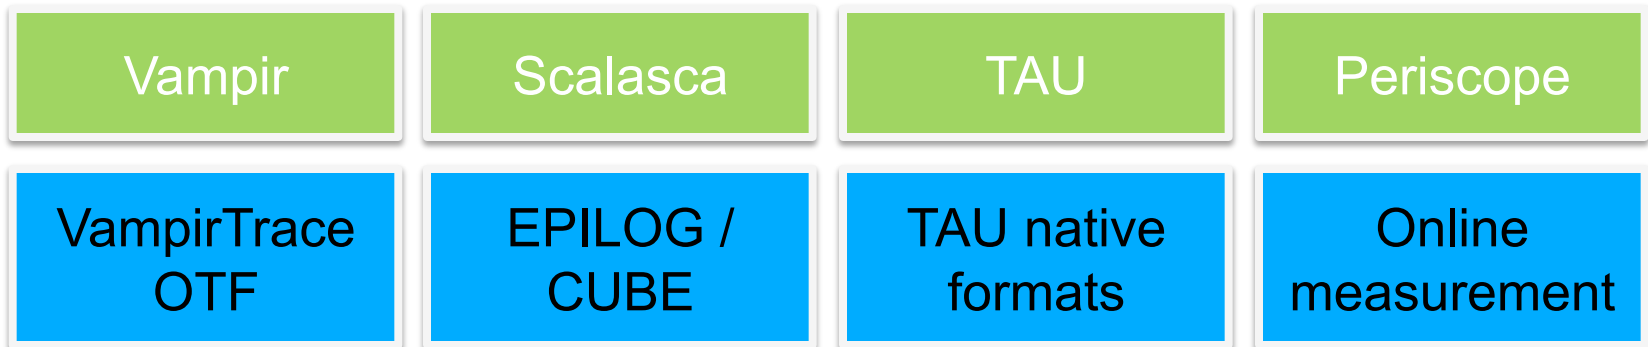 Vampir
Scalasca
TAU
Periscope
VampirTrace
OTF
EPILOG /
CUBE
TAU native
formats
Online
measurement